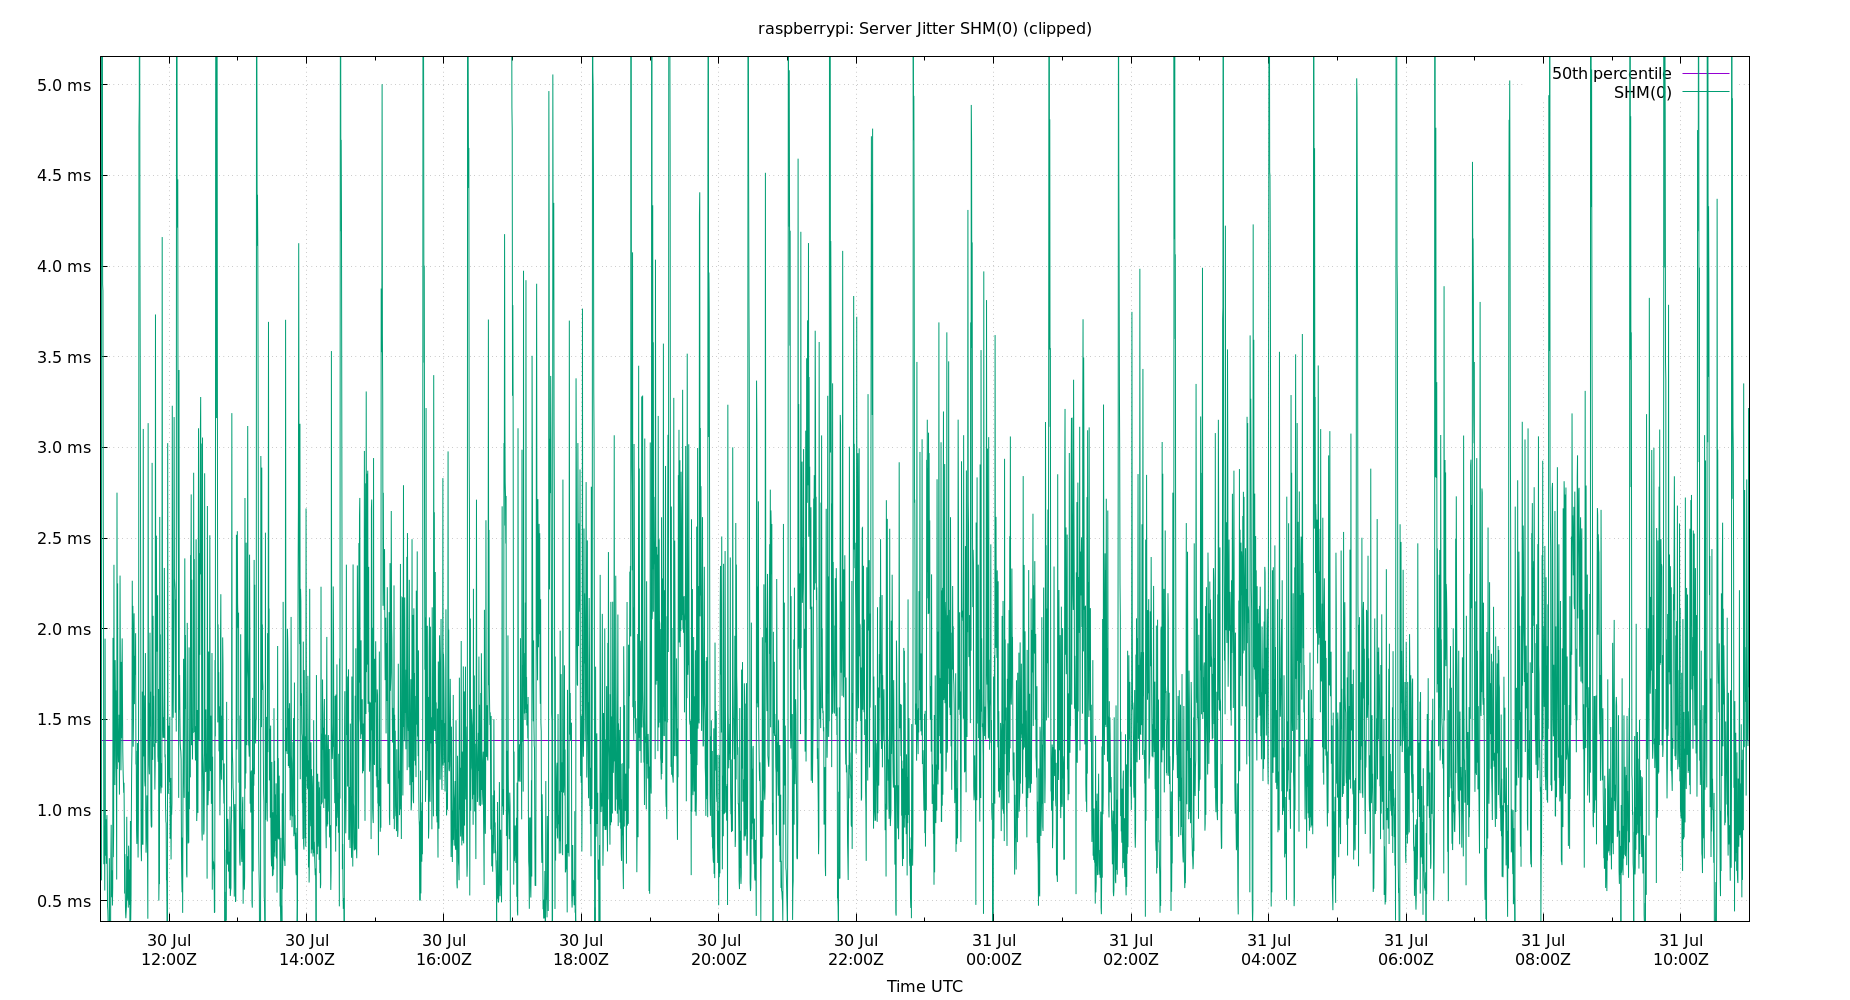 raspberrypi: Server Jitter SHM(0) (clipped)
50th percentile
SHM(0)
5.0 ms
4.5 ms
4.0 ms
3.5 ms
3.0 ms
2.5 ms
2.0 ms
1.5 ms
1.0 ms
0.5 ms
30 Jul 30 Jul 30 Jul 30 Jul 30 Jul 30 Jul 31 Jul 31 Jul 31 Jul 31 Jul 31 Jul 31 Jul
12:00Z 14:00Z 16:00Z 18:00Z 20:00Z 22:00Z 00:00Z 02:00Z 04:00Z 06:00Z 08:00Z 10:00Z
Time UTC